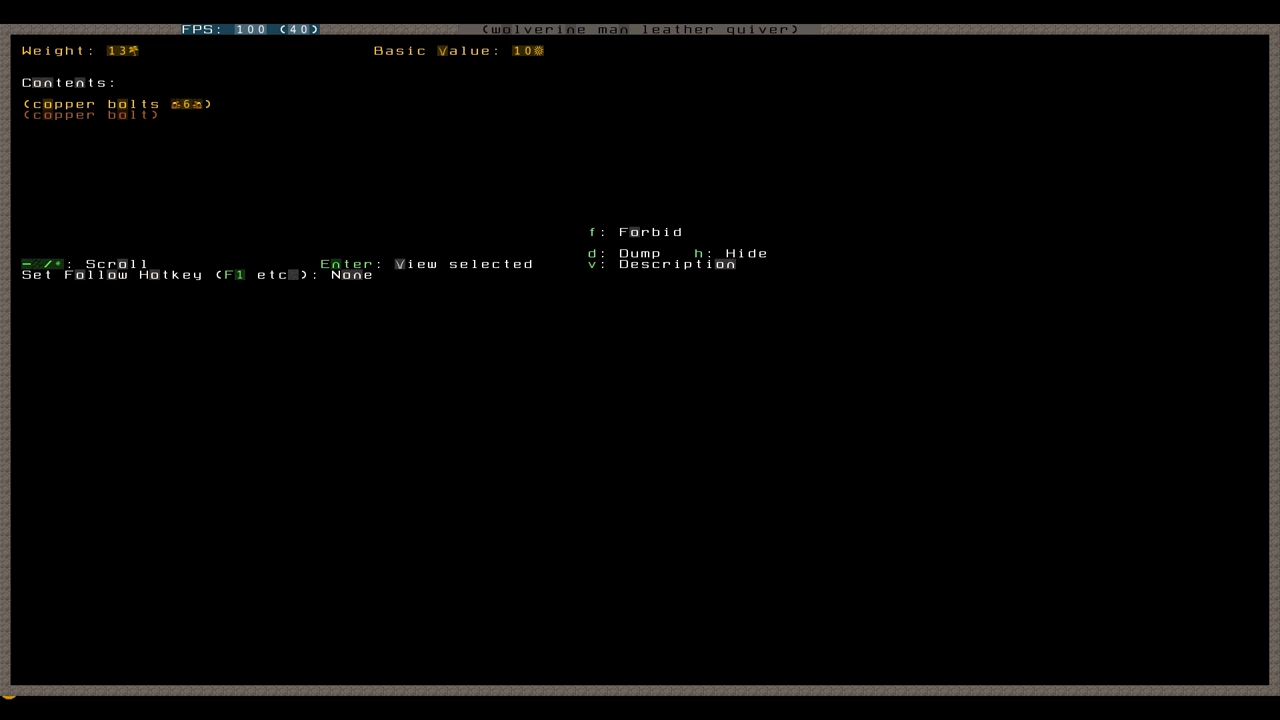 FPS: 100 (40)
(wolverine man leather quiver)
Weight: 13
Basic Value: 10☼
Contents:
(copper bolts 6)
(copper bolt)
f: Forbid
d: Dump h: Hide
-/*: Scroll Enter: View selected v: Description
Set Follow Hotkey (F1 etc ): None